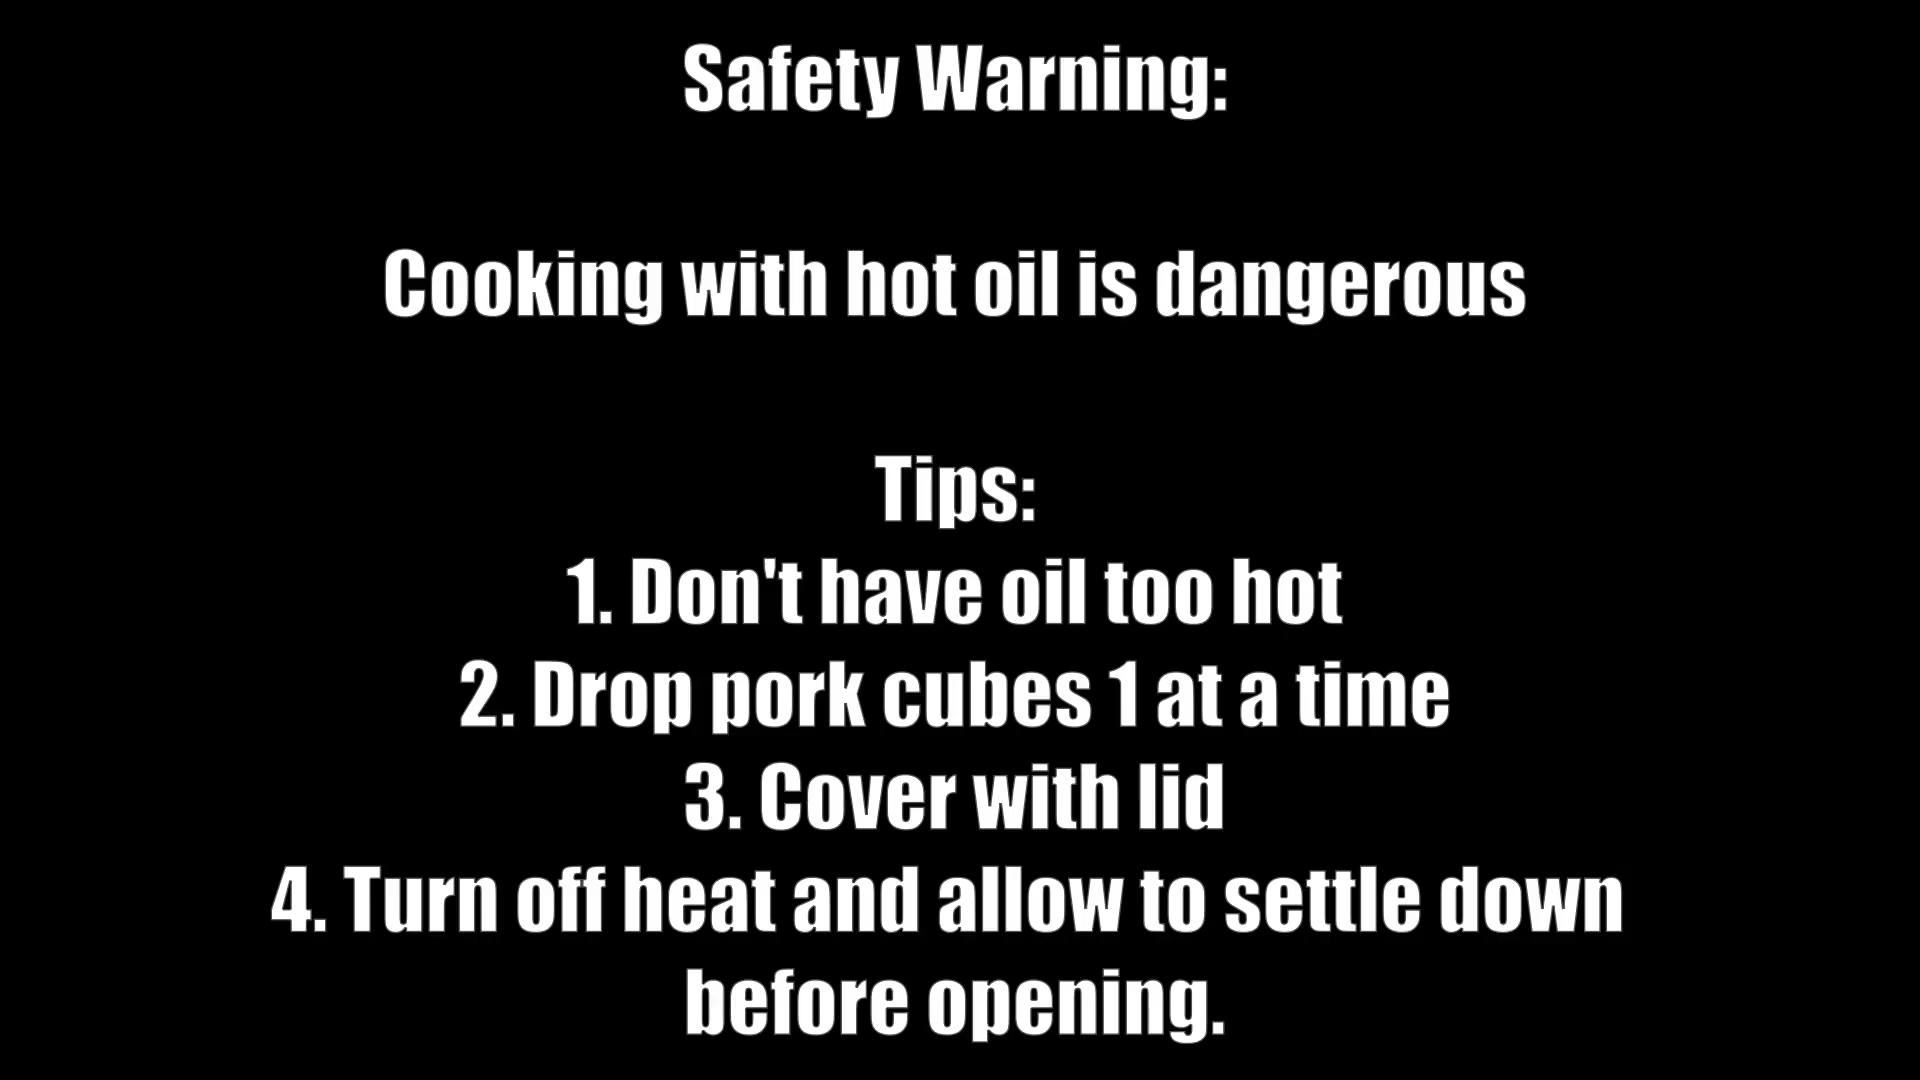 Safety Warning:
Cooking with hot oil is dangerous
Tips:
1. Don't have oil too hot
2. Drop pork cubes 1 at a time
3. Cover with lid
4. Turn off heat and allow to settle down
before opening.